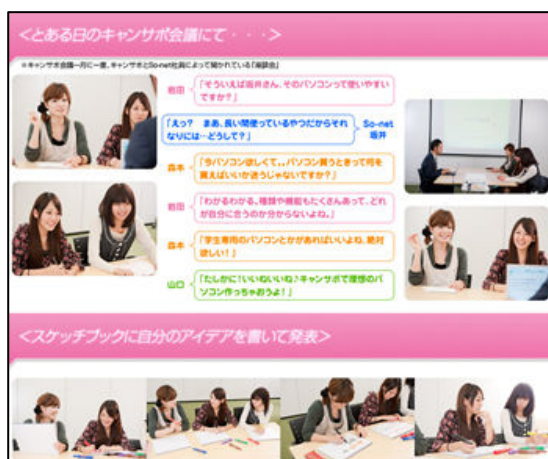 <とある日のキャンサポ会議にて・・・>
※キャンサポ会議一月に一度、キャンサポとSo-net社員によって開かれている「座談会」
岩田
「そういえば坂井さん、そのパソコンって使いやすい
ですか?」
「えっ? まあ、長い間使っているやつだからそれ
なりには…どうして?」
So-net
坂井
森本
「今パソコン欲しくて。。パソコン買うときって何を
買えばいいか迷うじゃないですか?」
岩田
「わかるわかる。種類や機能もたくさんあって、どれ
が自分に合うのか分からないよね。」
森本
「学生専用のパソコンとかがあればいいよね。絶対
欲しい!」
山口
「たしかに!いいねいいね♪キャンサポで理想のパ
ソコン作っちゃおうよ!」
<スケッチブックに自分のアイデアを書いて発表>